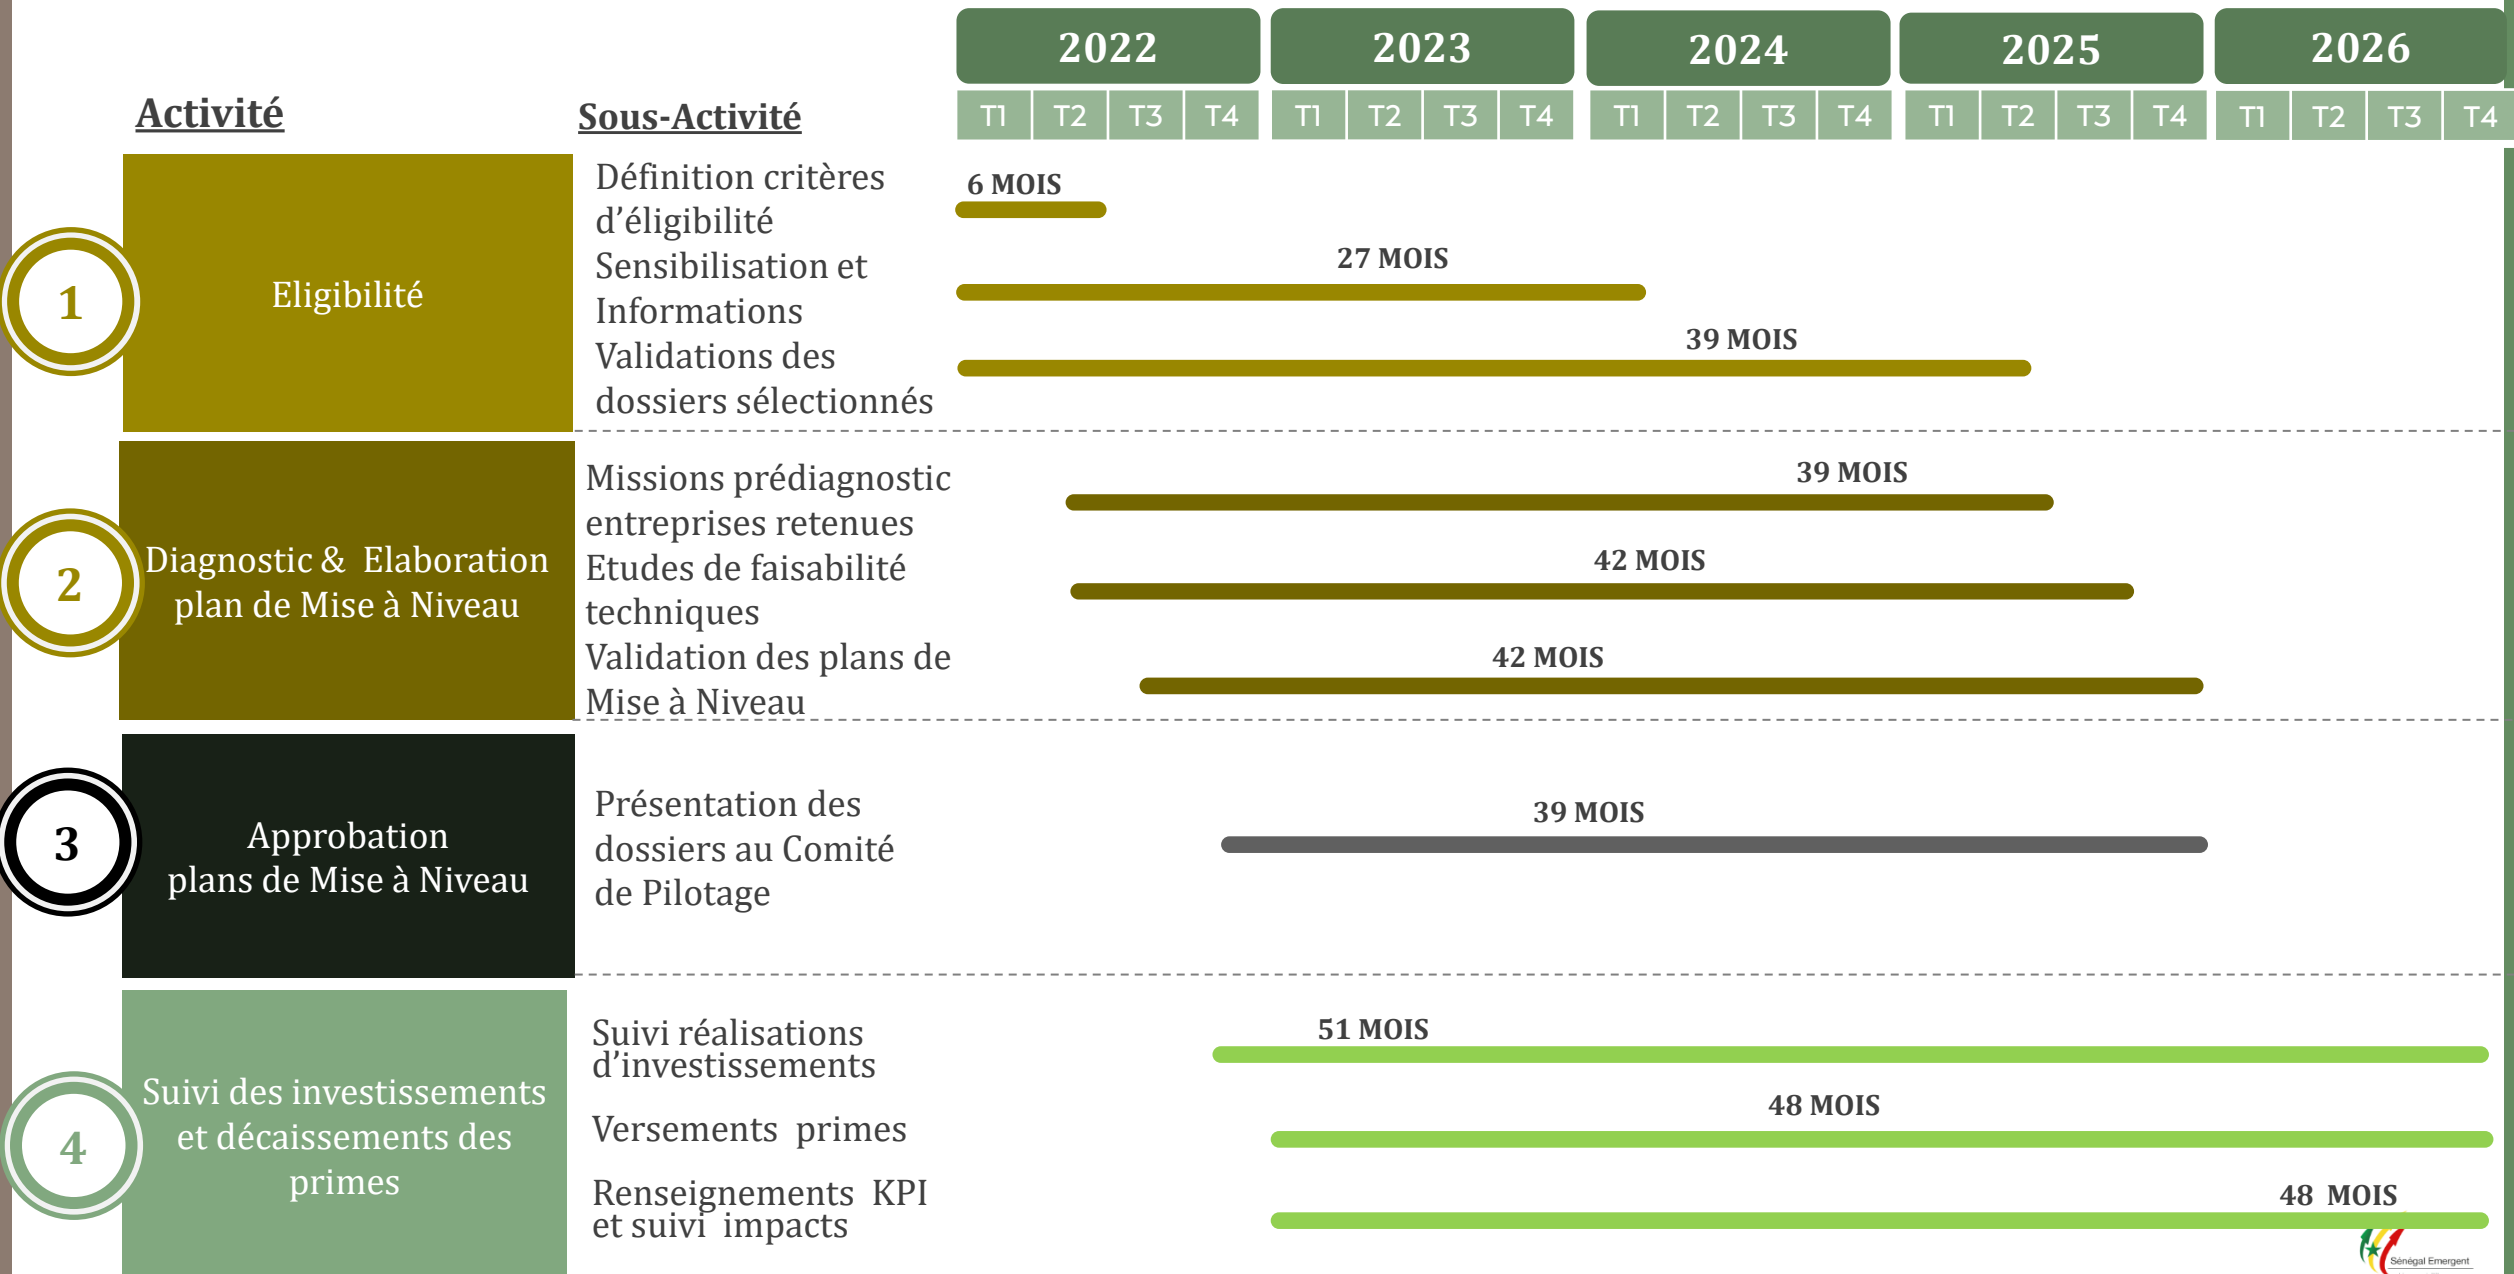 2022
2023
2024
2025
2026
Activité
Sous-Activité
T1 T2 T3 T4 T1 T2 T3 T4 T1 T2 T3 T4 T1 T2 T3 T4 T1 T2 T3 T4
1
Eligibilité
Définition critères
d’éligibilité
6 MOIS
Sensibilisation et
Informations
27 MOIS
Validations des
dossiers sélectionnés
39 MOIS
2
Diagnostic & Elaboration
plan de Mise à Niveau
Missions prédiagnostic
entreprises retenues
39 MOIS
Etudes de faisabilité
techniques
42 MOIS
Validation des plans de
Mise à Niveau
42 MOIS
3
Approbation
plans de Mise à Niveau
Présentation des
dossiers au Comité
de Pilotage
39 MOIS
4
Suivi des investissements
et décaissements des
primes
Suivi réalisations
d’investissements
51 MOIS
Versements primes
48 MOIS
Renseignements KPI
et suivi impacts
48 MOIS
Sénégal Emergent